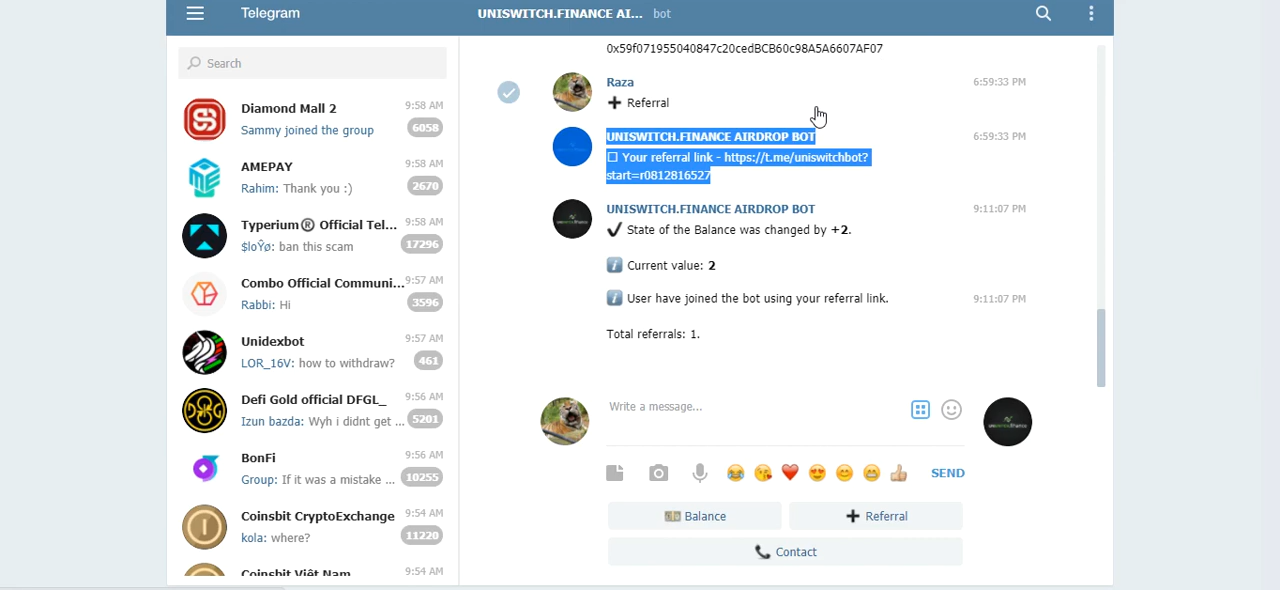 Telegram
UNISWITCH.FINANCE AI... bot
Search
Diamond Mall 2 9:58 AM
Sammy joined the group 6058
AMEPAY 9:58 AM
Rahim: Thank you :) 2670
Typerium® Official Tel... 9:58 AM
$loŸø: ban this scam 17296
Combo Official Communi... 9:57 AM
Rabbi: Hi 3596
Unidexbot 9:57 AM
LOR_16V: how to withdraw? 461
Defi Gold official DFGL_ 9:56 AM
Izun bazda: Wyh i didnt get ... 5201
BonFi 9:56 AM
Group: If it was a mistake ... 10255
Coinsbit CryptoExchange 9:54 AM
kola: where? 11220
Coinsbit Việt Nam 9:54 AM
0x59f071955040847c20cedBCB60c98A5A6607AF07
Raza 6:59:33 PM
➕ Referral
UNISWITCH.FINANCE AIRDROP BOT 6:59:33 PM
☐ Your referral link - https://t.me/uniswitchbot?
start=r0812816527
UNISWITCH.FINANCE AIRDROP BOT 9:11:07 PM
✔ State of the Balance was changed by +2.
ℹ Current value: 2
ℹ User have joined the bot using your referral link. 9:11:07 PM
Total referrals: 1.
Write a message...
SEND
💵 Balance
➕ Referral
📞 Contact